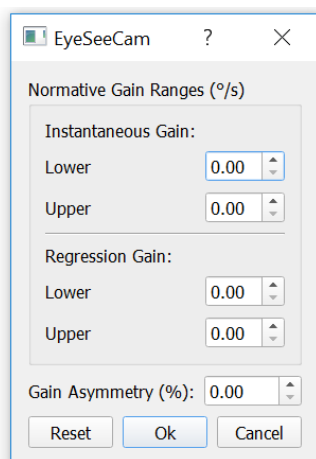 EyeSeeCam ?
Normative Gain Ranges (°/s)
Instantaneous Gain:
Lower 0.00
Upper 0.00
Regression Gain:
Lower 0.00
Upper 0.00
Gain Asymmetry (%): 0.00
Reset Ok Cancel